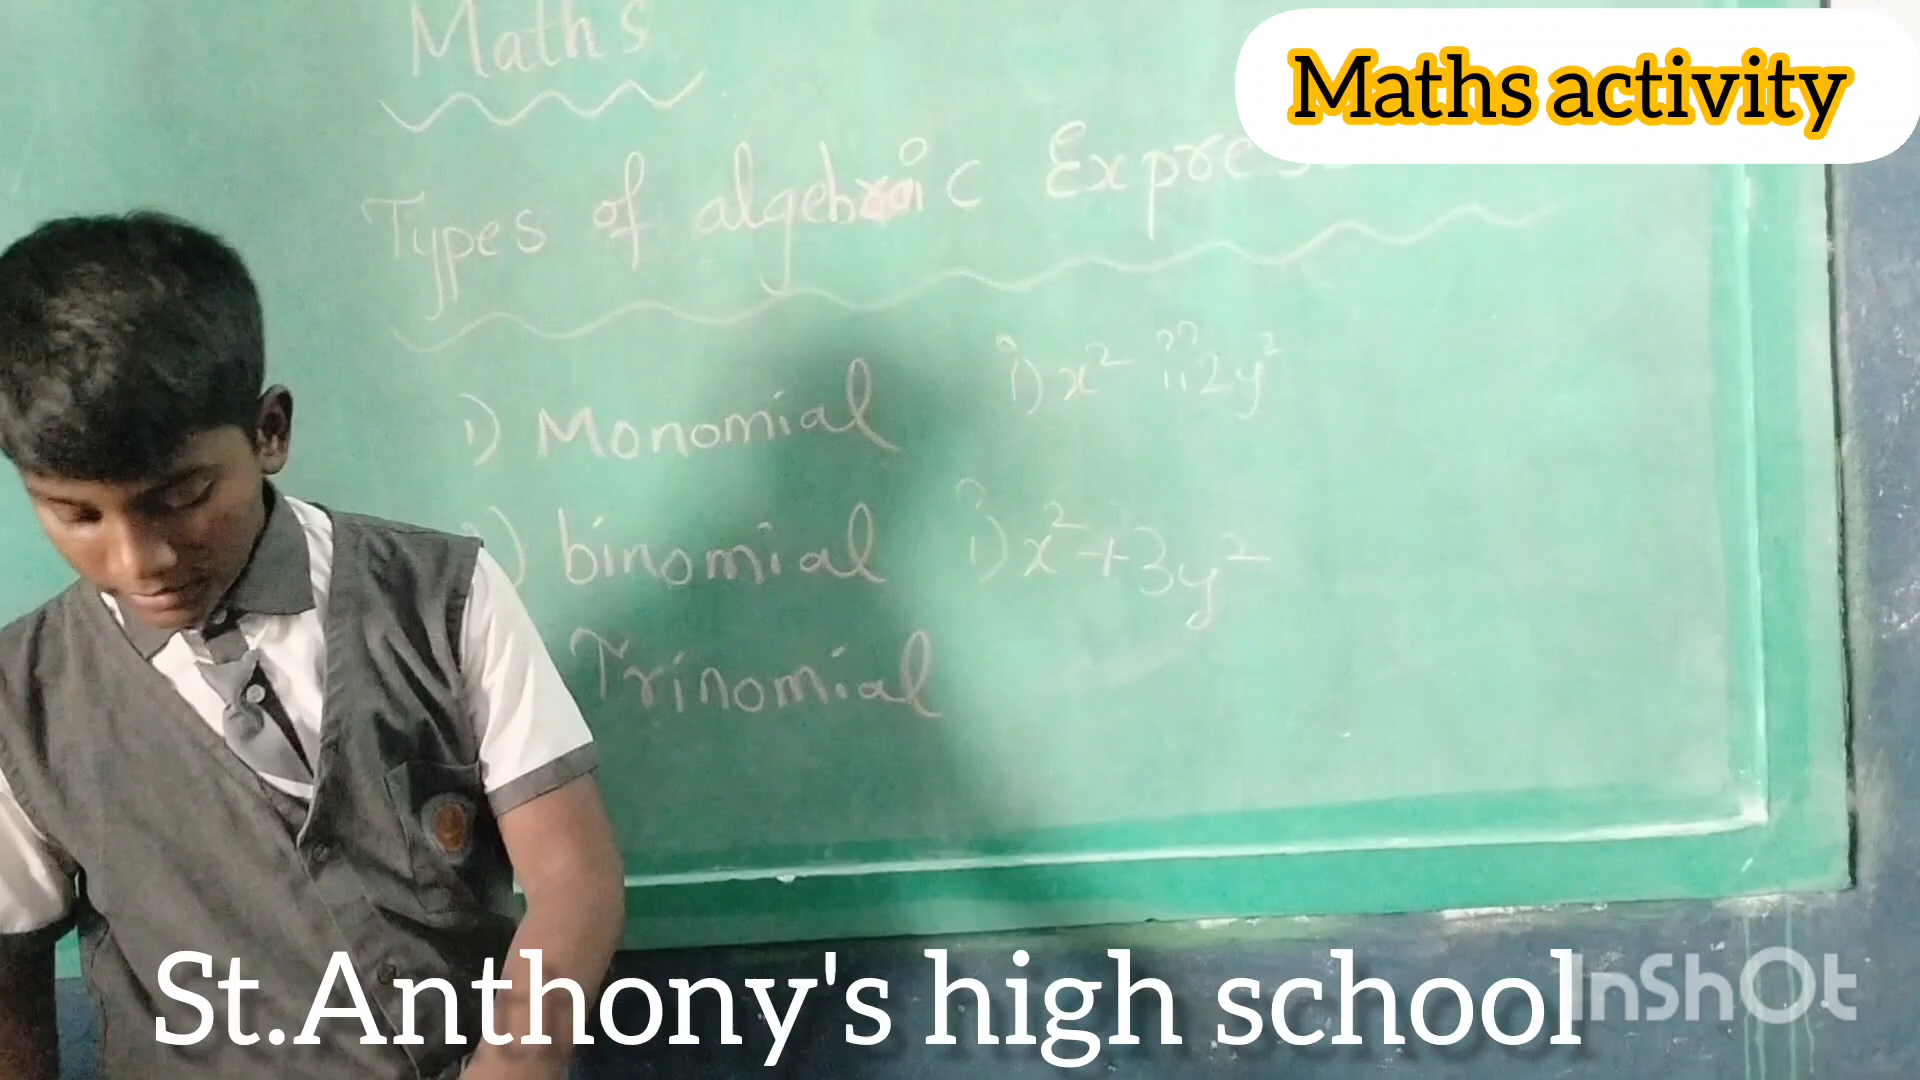 Maths
Maths activity
Types of algebraic Expres
1) Monomial i) x² ii 2y²
) binomial i) x²+3y²
Trinomial
St.Anthony's high school
InShOt